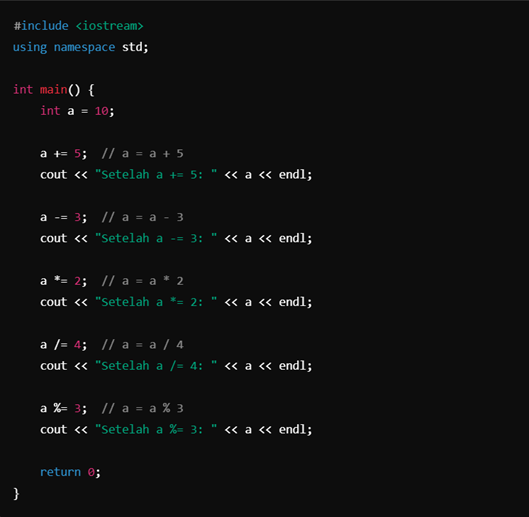 #include <iostream>
using namespace std;
int main() {
    int a = 10;
    a += 5;  // a = a + 5
    cout << "Setelah a += 5: " << a << endl;
    a -= 3;  // a = a - 3
    cout << "Setelah a -= 3: " << a << endl;
    a *= 2;  // a = a * 2
    cout << "Setelah a *= 2: " << a << endl;
    a /= 4;  // a = a / 4
    cout << "Setelah a /= 4: " << a << endl;
    a %= 3;  // a = a % 3
    cout << "Setelah a %= 3: " << a << endl;
    return 0;
}